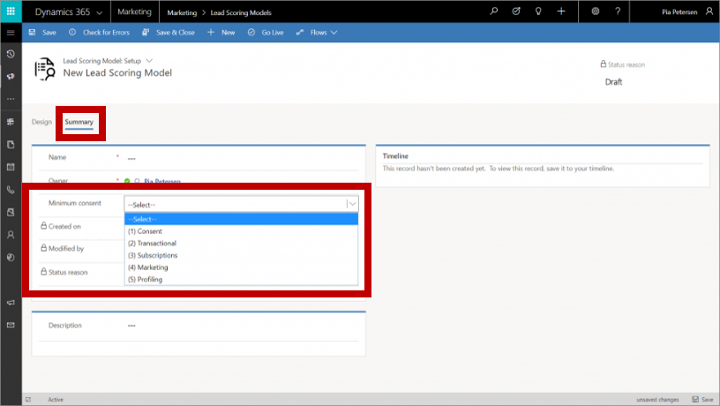 Dynamics 365 Marketing Marketing > Lead Scoring Models Pia Petersen
Save Check for Errors Save & Close New Go Live Flows
Lead Scoring Model: Setup
New Lead Scoring Model
Status reason
Draft
Design Summary
Name * ---
Owner * Pia Petersen
Minimum consent --Select--
--Select--
Created on
(1) Consent
(2) Transactional
Modified by
(3) Subscriptions
(4) Marketing
Status reason
(5) Profiling
Description ---
Timeline
This record hasn't been created yet. To view this record, save it to your timeline.
Active unsaved changes Save